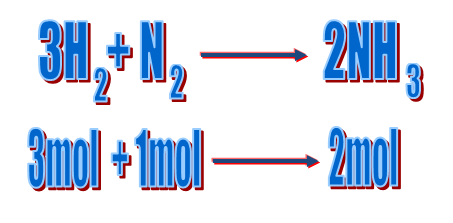 3H2 + N2 → 2NH3
3mol + 1mol → 2mol